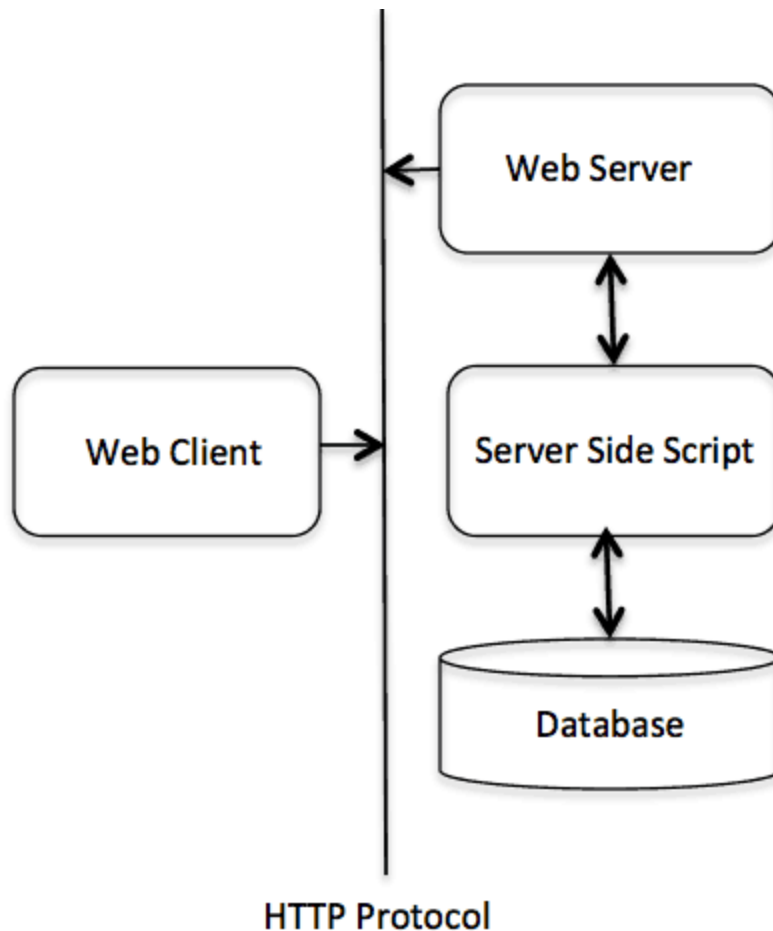 Web Server
Web Client
Server Side Script
Database
HTTP Protocol